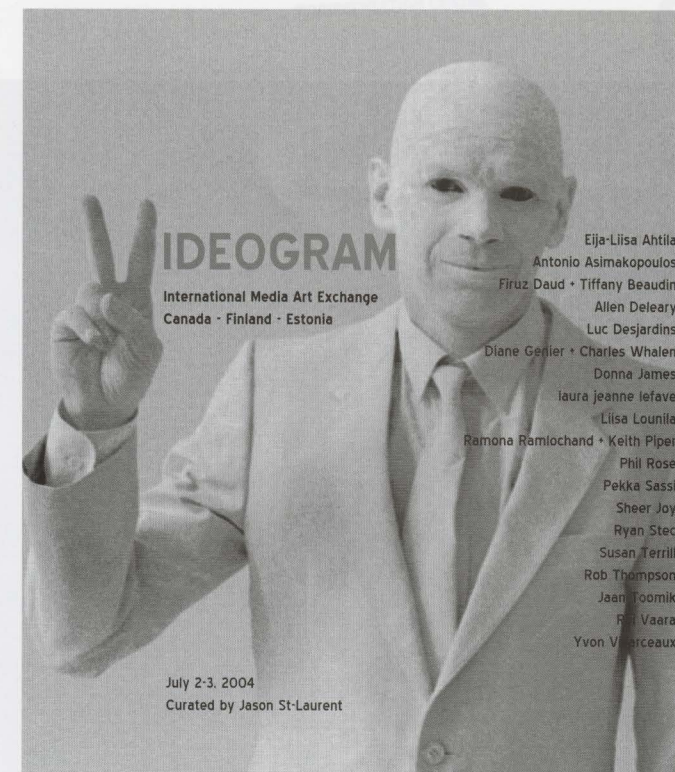 IDEOGRAM
International Media Art Exchange
Canada - Finland - Estonia
Eija-Liisa Ahtila
Antonio Asimakopoulos
Firuz Daud + Tiffany Beaudin
Allen Deleary
Luc Desjardins
Diane Genier + Charles Whalen
Donna James
laura jeanne lefave
Liisa Lounila
Ramona Ramlochand + Keith Piper
Phil Rose
Pekka Sassi
Sheer Joy
Ryan Stec
Susan Terrill
Rob Thompson
Jaan Toomik
Vaara
Yvon
July 2-3, 2004
Curated by Jason St-Laurent